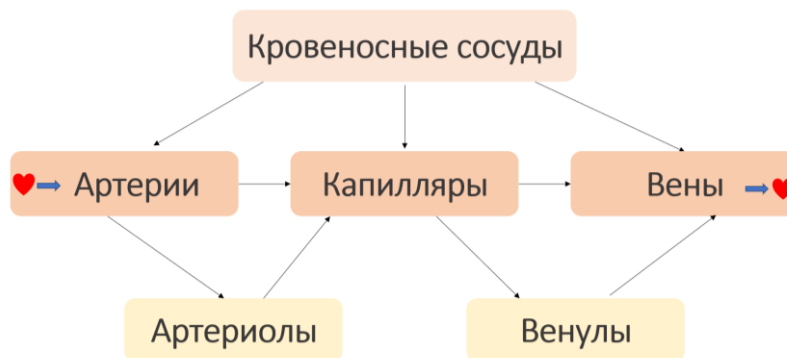 Кровеносные сосуды
Артерии
Капилляры
Вены
Артериолы
Венулы